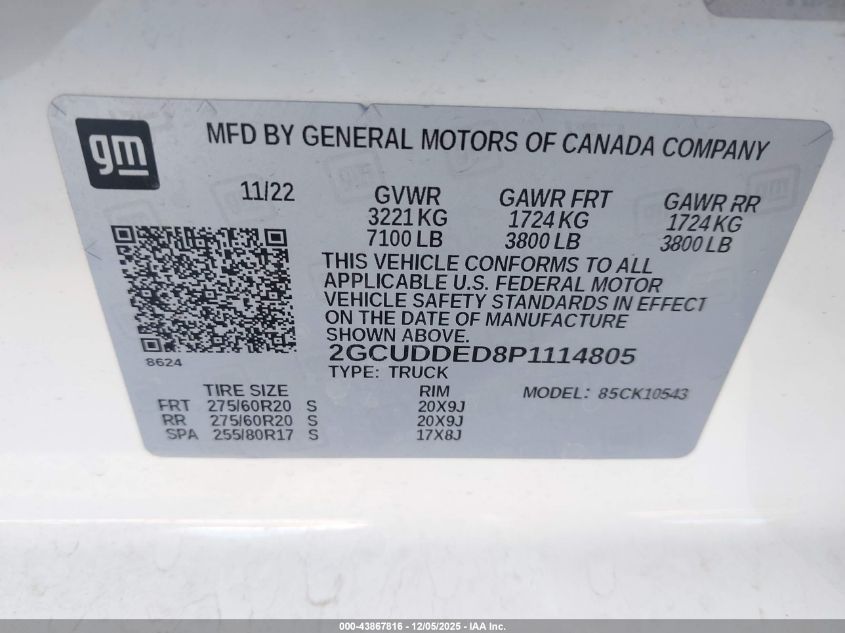 gm
MFD BY GENERAL MOTORS OF CANADA COMPANY
11/22 GVWR GAWR FRT GAWR RR
3221 KG 1724 KG 1724 KG
7100 LB 3800 LB 3800 LB
THIS VEHICLE CONFORMS TO ALL
APPLICABLE U.S. FEDERAL MOTOR
VEHICLE SAFETY STANDARDS IN EFFECT
ON THE DATE OF MANUFACTURE
SHOWN ABOVE.
8624
2GCUDDED8P1114805
TYPE: TRUCK
TIRE SIZE RIM MODEL: 85CK10543
FRT 275/60R20 S 20X9J
RR 275/60R20 S 20X9J
SPA 255/80R17 S 17X8J
000-43867816 - 12/05/2025 - IAA Inc.